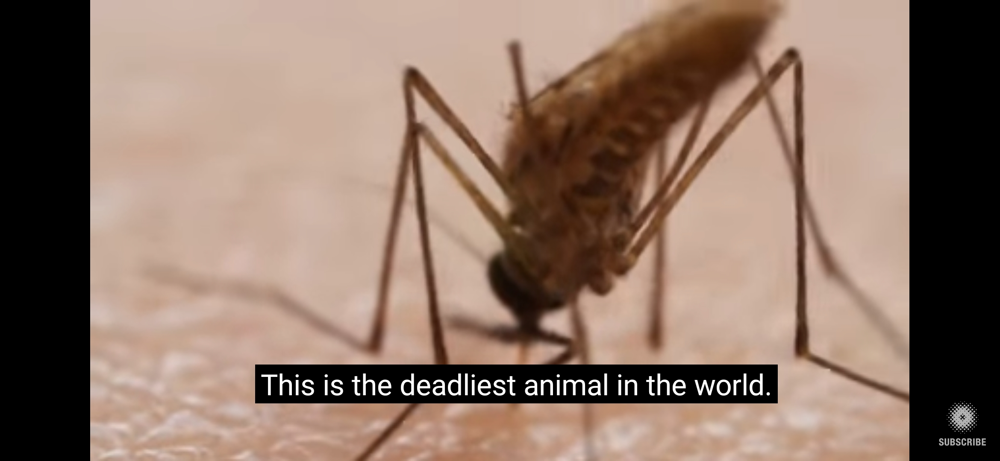 This is the deadliest animal in the world.
SUBSCRIBE